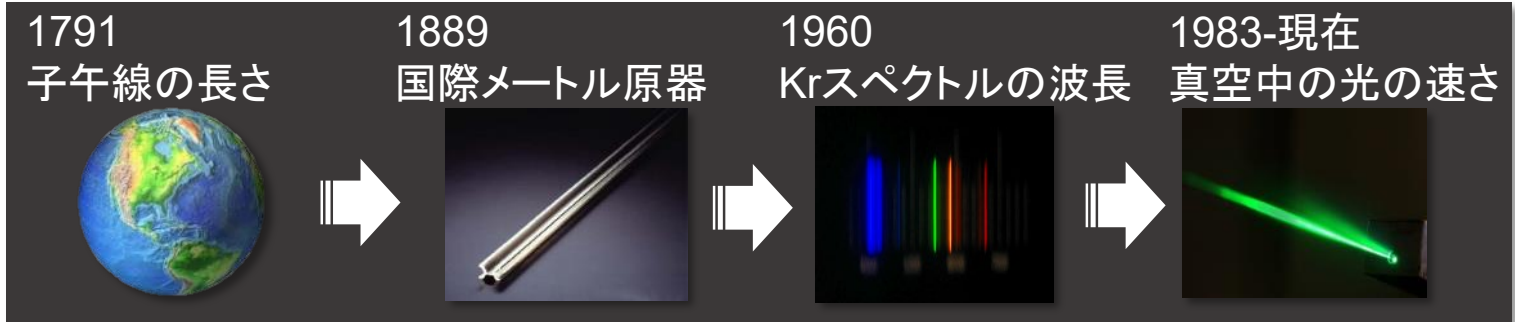 1791
子午線の長さ
1889
国際メートル原器
1960
Krスペクトルの波長
1983-現在
真空中の光の速さ